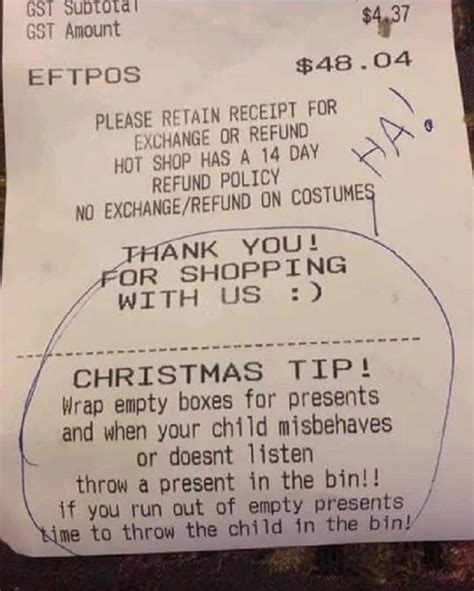 GST Subtotal
GST Amount $4.37
EFTPOS $48.04
PLEASE RETAIN RECEIPT FOR
EXCHANGE OR REFUND
HOT SHOP HAS A 14 DAY
REFUND POLICY
NO EXCHANGE/REFUND ON COSTUMES
HA!
THANK YOU!
FOR SHOPPING
WITH US :)
CHRISTMAS TIP!
Wrap empty boxes for presents
and when your child misbehaves
or doesnt listen
throw a present in the bin!!
if you run out of empty presents
time to throw the child in the bin!